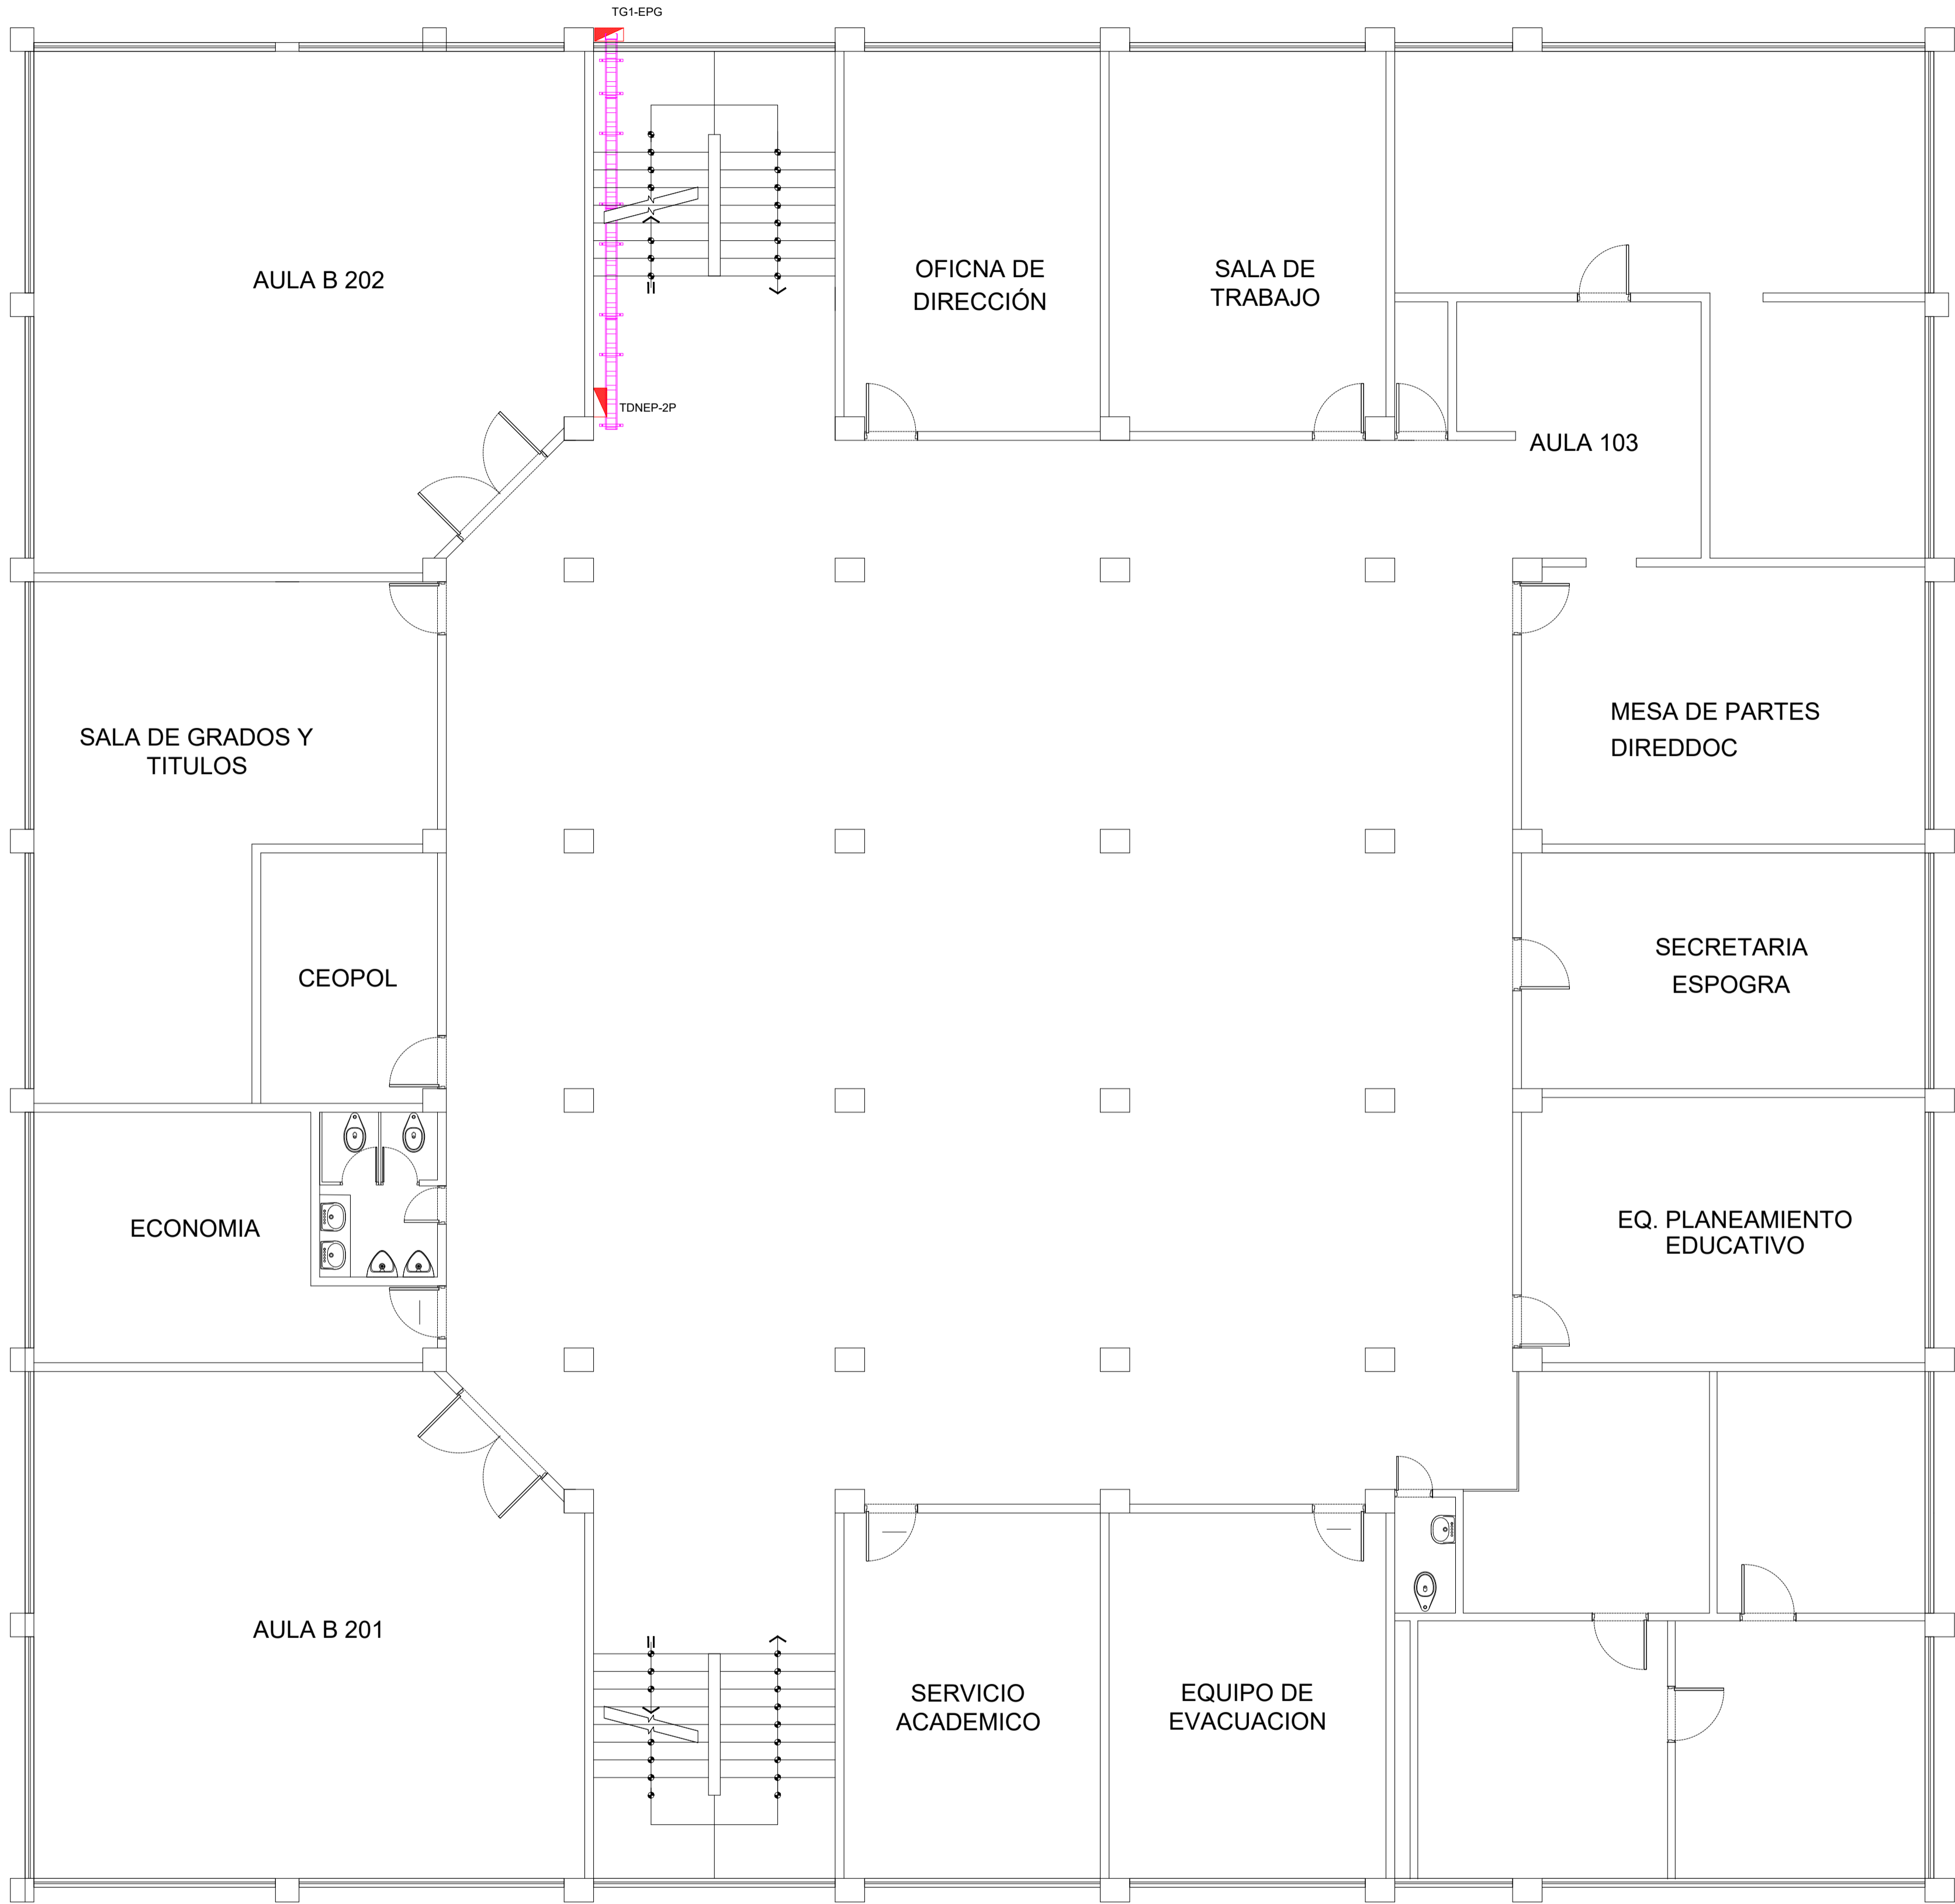 TG1-EPG
AULA B 202
OFICNA DE
DIRECCIÓN
SALA DE
TRABAJO
TDNEP-2P
AULA 103
SALA DE GRADOS Y
TITULOS
MESA DE PARTES
DIREDDOC
CEOPOL
SECRETARIA
ESPOGRA
ECONOMIA
EQ. PLANEAMIENTO
EDUCATIVO
AULA B 201
SERVICIO
ACADEMICO
EQUIPO DE
EVACUACION